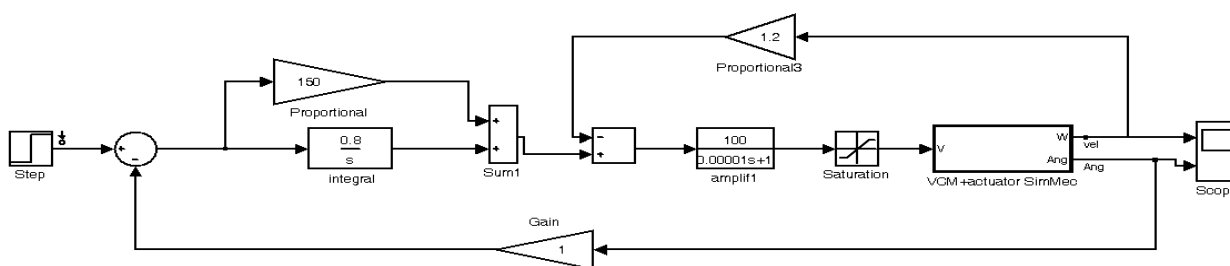 1.2
Proportional3
150
Proportional
+
+
Sum1
-
+
Step
+
-
0.8
s
integral
100
0.00001s+1
amplif1
Saturation
V
W
Ang
VCM+actuator SimMec
vel
Ang
Scop
Gain
1